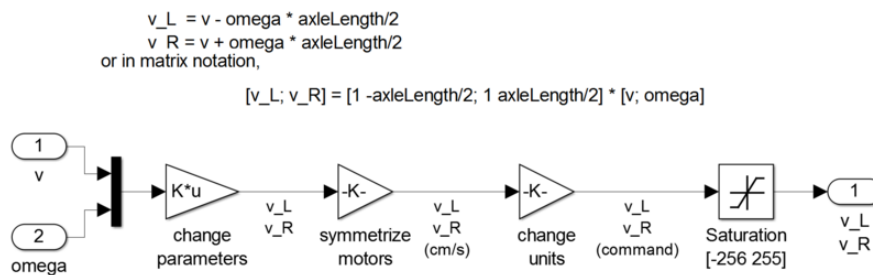 v_L = v - omega * axleLength/2
v_R = v + omega * axleLength/2
or in matrix notation,
[v_L; v_R] = [1 -axleLength/2; 1 axleLength/2] * [v; omega]
1
v
2
omega
K*u
change
parameters
v_L
v_R
-K-
symmetrize
motors
v_L
v_R
(cm/s)
-K-
change
units
v_L
v_R
(command)
Saturation
[-256 255]
1
v_L
v_R